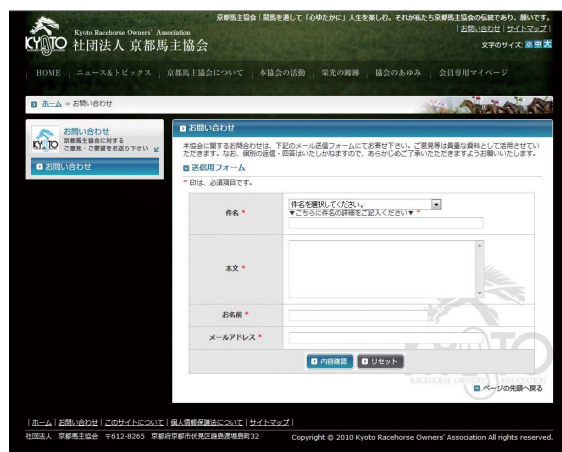 京都馬主協会｜競馬を通して「心ゆたかに」人生を楽しむ。それが私たち京都馬主協会の伝統であり、願いです。
｜お問い合わせ｜サイトマップ｜
KYOTO
Kyoto Racehorse Owners' Association
社団法人 京都馬主協会
文字のサイズ: 小 中 大
HOME ニュース&トピックス 京都馬主協会について 本協会の活動 栄光の蹄跡 協会のあゆみ 会員専用マイページ
ホーム » お問い合わせ
お問い合わせ
京都馬主協会に対する
ご意見・ご要望をお送り下さい
KYOTO
お問い合わせ
お問い合わせ
本協会に関するお問合わせは、下記のメール送信フォームにてお寄せ下さい。ご意見等は貴重な資料として活用させてい
ただきます。なお、個別の返信・回答はいたしかねますので、あらかじめご了承いただきますようお願いいたします。
送信用フォーム
* 印は、必須項目です。
件名 *
件名を選択してください。
▼こちらに件名の詳細をご記入ください▼ *
本文 *
お名前 *
メールアドレス *
内容確認 リセット
KYOTO
RACEHORSE OWNERS' ASSOCIATION
ページの先頭へ戻る
｜ホーム｜お問い合わせ｜このサイトについて｜個人情報保護法について｜サイトマップ｜
社団法人 京都馬主協会 〒612-8265 京都府京都市伏見区葭島渡場島町32 Copyright © 2010 Kyoto Racehorse Owners' Association All rights reserved.